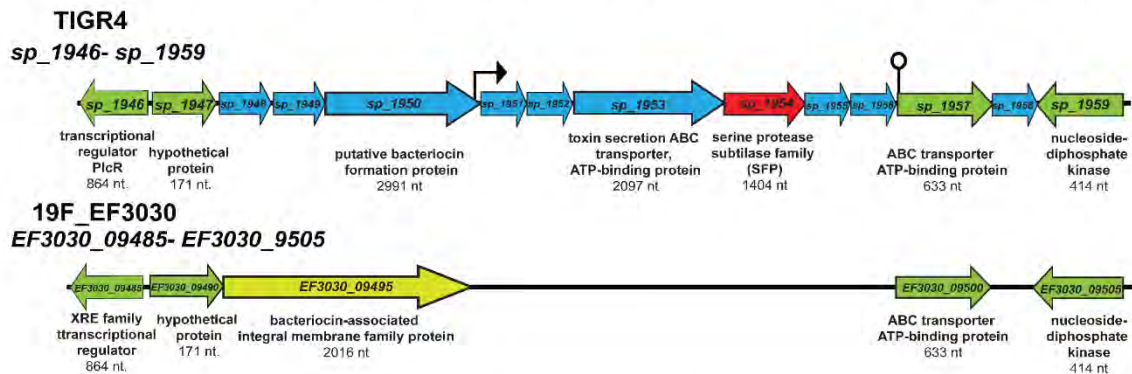 TIGR4
sp_1946- sp_1959
sp_1946 sp_1947 sp_1948 sp_1949 sp_1950 sp_1951 sp_1952 sp_1953 sp_1954 sp_1955 sp_1956 sp_1957 sp_1958 sp_1959
transcriptional
regulator
PlcR
864 nt.
hypothetical
protein
171 nt.
putative bacteriocin
formation protein
2991 nt
toxin secretion ABC
transporter,
ATP-binding protein
2097 nt
serine protease
subtilase family
(SFP)
1404 nt
ABC transporter
ATP-binding protein
633 nt
nucleoside-
diphosphate
kinase
414 nt
19F_EF3030
EF3030_09485- EF3030_9505
EF3030_09485 EF3030_09490 EF3030_09495 EF3030_09500 EF3030_09505
XRE family
ttranscriptional
regulator
864 nt.
hypothetical
protein
171 nt.
bacteriocin-associated
integral membrane family protein
2016 nt
ABC transporter
ATP-binding protein
633 nt
nucleoside-
diphosphate
kinase
414 nt